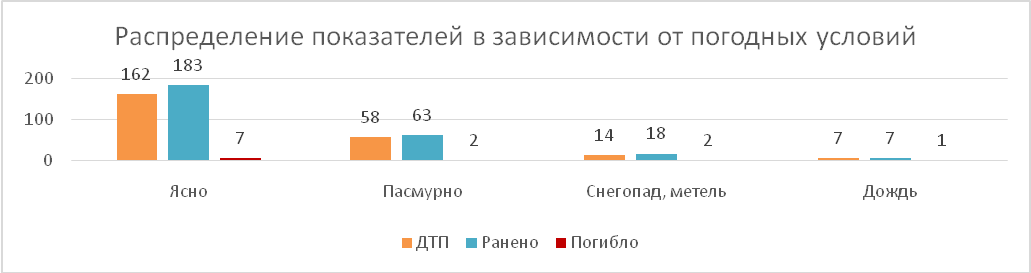 Распределение показателей в зависимости от погодных условий
200
100
0
162 183 7
58 63 2
14 18 2
7 7 1
Ясно Пасмурно Снегопад, метель Дождь
ДТП Ранено Погибло